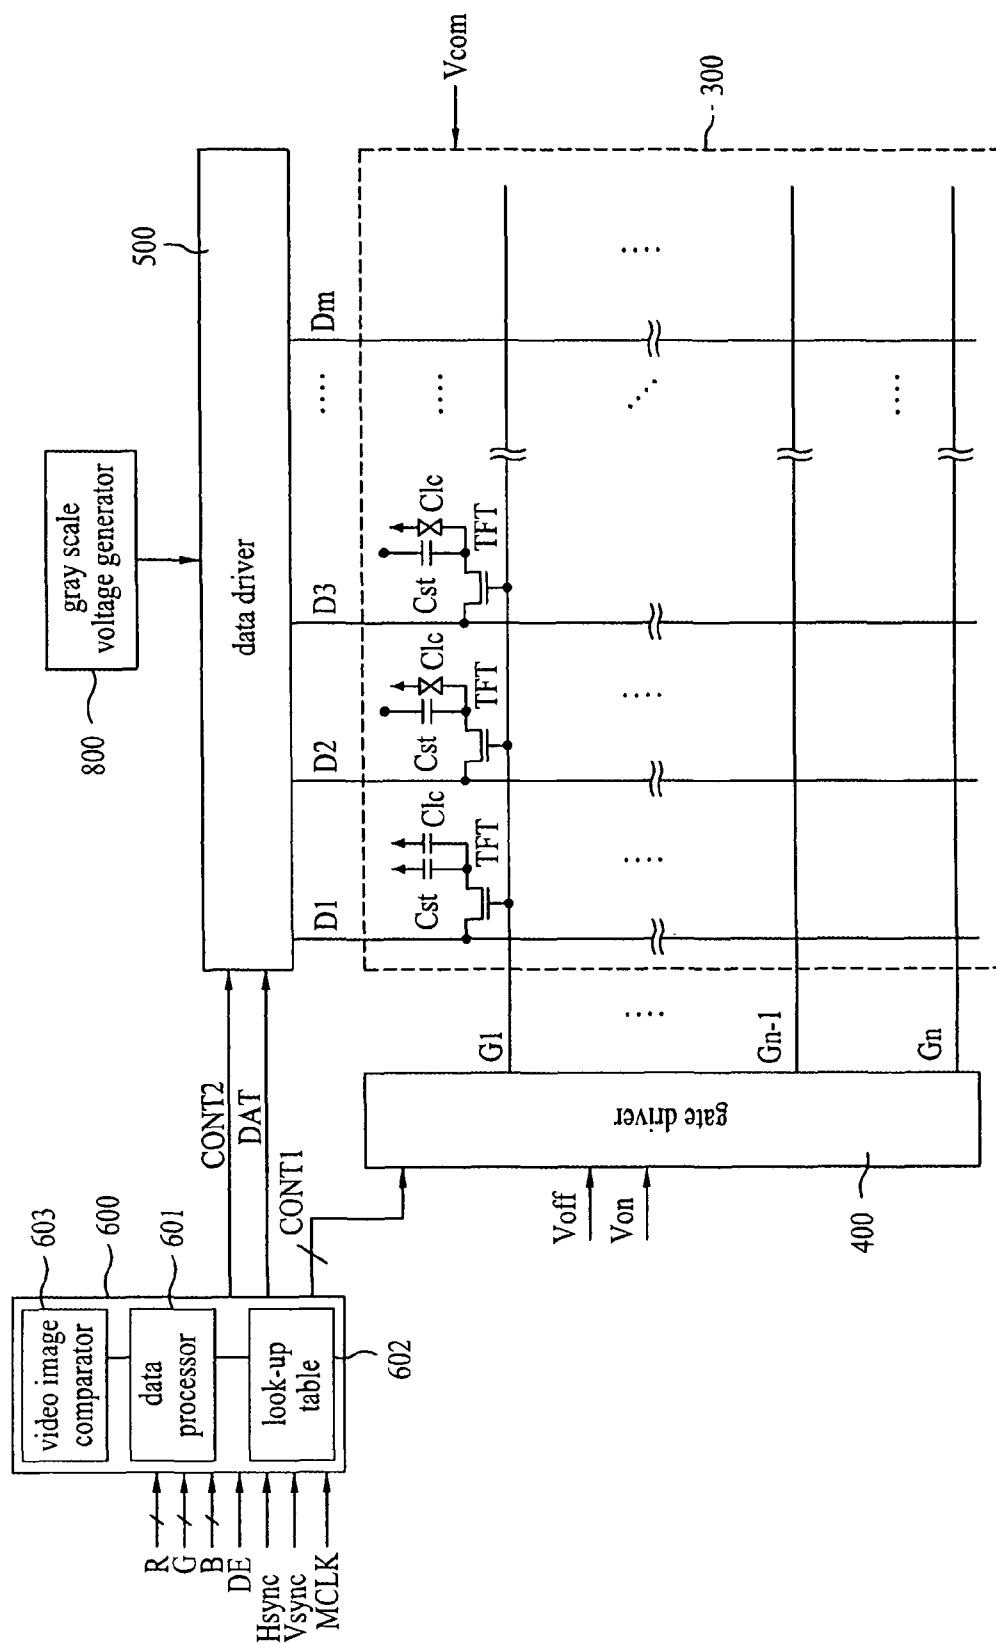 gray scale
voltage generator
800
500
data driver
CONT2
DAT
CONT1
603
600
601
602
video image
comparator
data
processor
look-up
table
R
G
B
DE
Hsync
Vsync
MCLK
D1
D2
D3
Dm
Vcom
300
Cst
Clc
TFT
Cst
Clc
TFT
Cst
Clc
TFT
G1
Gn-1
Gn
gate driver
400
Voff
Von